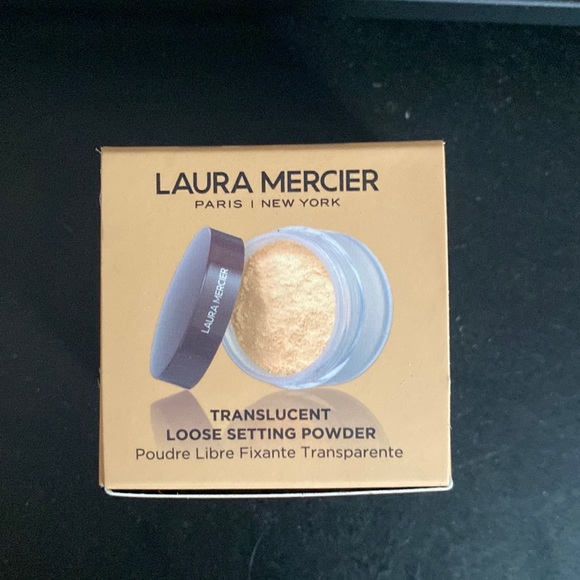 LAURA MERCIER
PARIS | NEW YORK
LAURA MERCIER
TRANSLUCENT
LOOSE SETTING POWDER
Poudre Libre Fixante Transparente